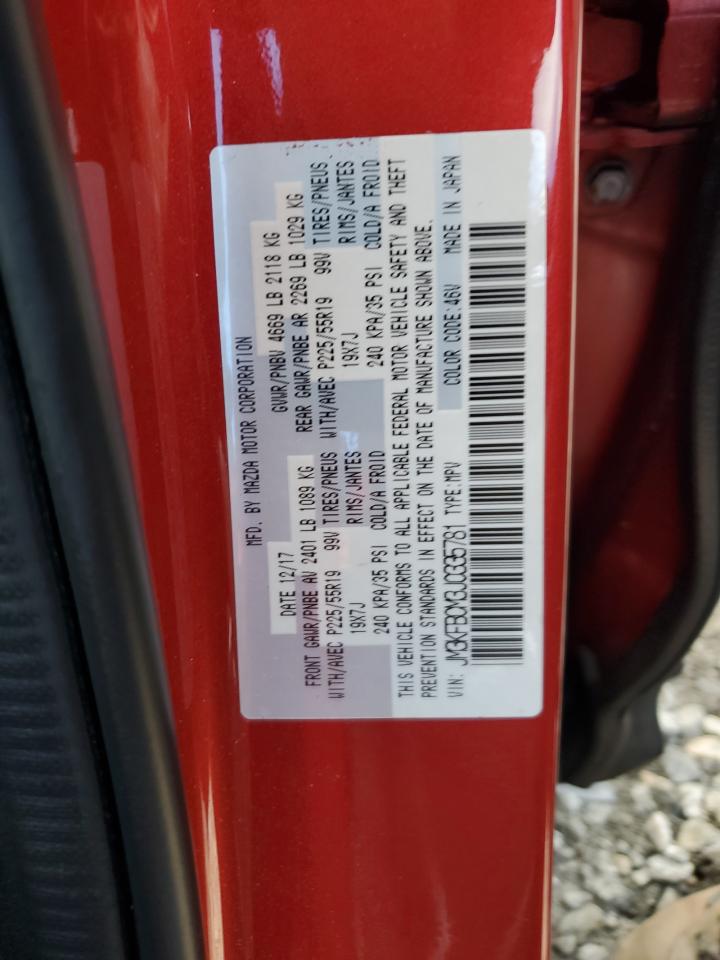 MFD. BY MAZDA MOTOR CORPORATION
DATE 12/17 GVWR/PNBV 4669 LB 2118 KG
FRONT GAWR/PNBE AV 2401 LB 1089 KG REAR GAWR/PNBE AR 2269 LB 1029 KG
WITH/AVEC P225/55R19 99V TIRES/PNEUS WITH/AVEC P225/55R19 99V TIRES/PNEUS
19X7J RIMS/JANTES 19X7J RIMS/JANTES
240 KPA/35 PSI COLD/A FROID 240 KPA/35 PSI COLD/A FROID
THIS VEHICLE CONFORMS TO ALL APPLICABLE FEDERAL MOTOR VEHICLE SAFETY AND THEFT
PREVENTION STANDARDS IN EFFECT ON THE DATE OF MANUFACTURE SHOWN ABOVE.
VIN: JM3KFBCM3J0335781 TYPE:MPV COLOR CODE:46V MADE IN JAPAN